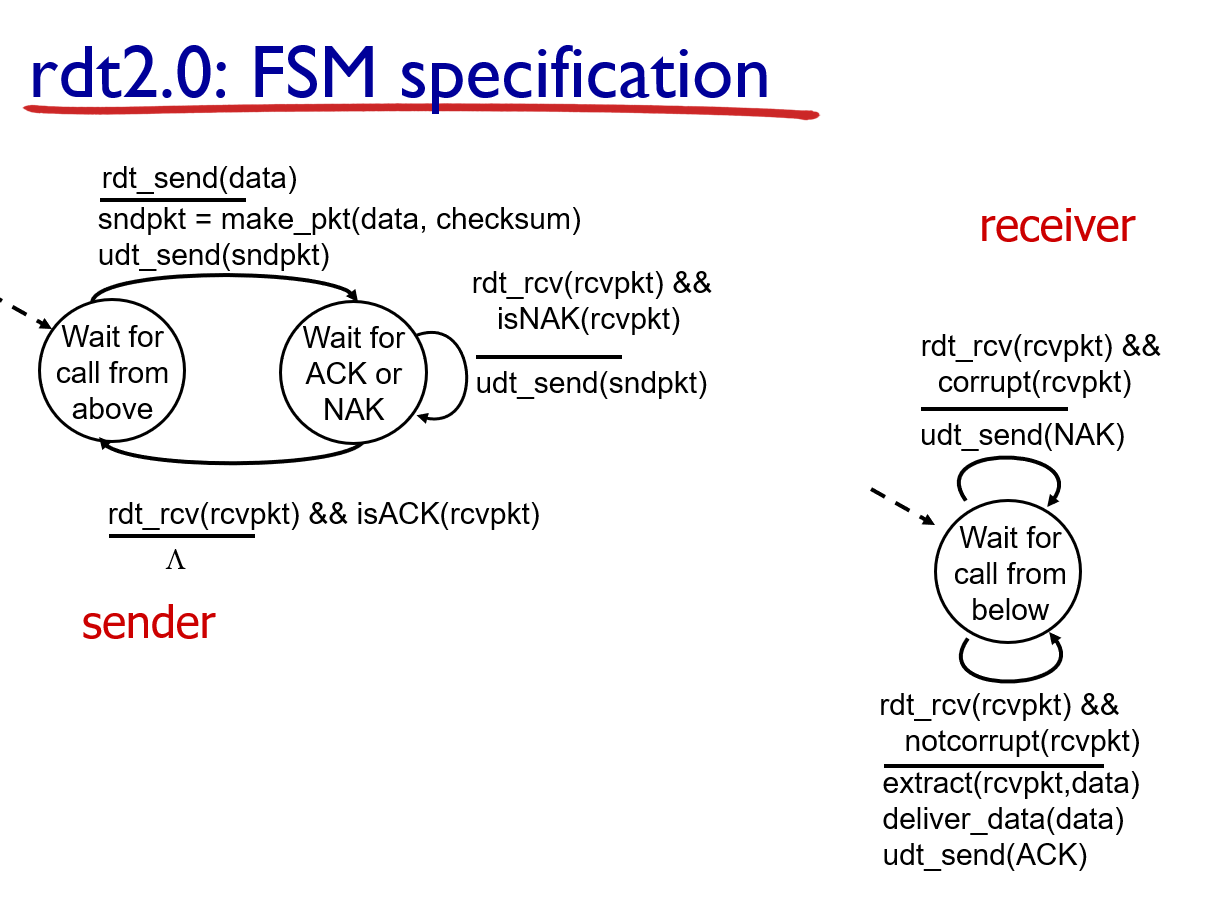 rdt2.0: FSM specification
rdt_send(data)
sndpkt = make_pkt(data, checksum)
udt_send(sndpkt)
Wait for
call from
above
Wait for
ACK or
NAK
rdt_rcv(rcvpkt) &&
isNAK(rcvpkt)
udt_send(sndpkt)
rdt_rcv(rcvpkt) && isACK(rcvpkt)
Λ
sender
receiver
rdt_rcv(rcvpkt) &&
corrupt(rcvpkt)
udt_send(NAK)
Wait for
call from
below
rdt_rcv(rcvpkt) &&
notcorrupt(rcvpkt)
extract(rcvpkt,data)
deliver_data(data)
udt_send(ACK)